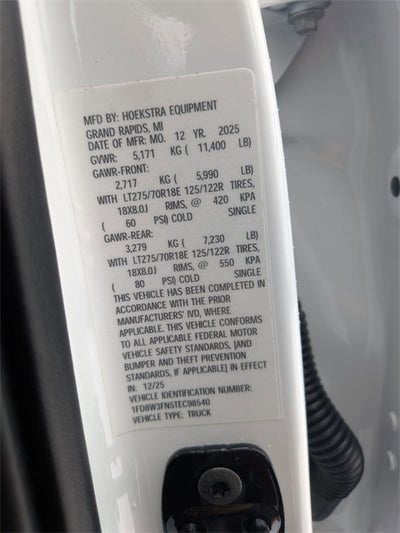 MFD BY: HOEKSTRA EQUIPMENT
GRAND RAPIDS, MI
DATE OF MFR: MO. 12 YR. 2025
GVWR: 5,171 KG ( 11,400 LB)
GAWR-FRONT:
2,717 KG ( 5,990 LB)
WITH LT275/70R18E 125/122R TIRES,
18X8.0J RIMS, @ 420 KPA
( 60 PSI) COLD SINGLE
GAWR-REAR:
3,279 KG ( 7,230 LB)
WITH LT275/70R18E 125/122R TIRES,
18X8.0J RIMS, @ 550 KPA
( 80 PSI) COLD SINGLE
THIS VEHICLE HAS BEEN COMPLETED IN
ACCORDANCE WITH THE PRIOR
MANUFACTURERS' IVD, WHERE
APPLICABLE. THIS VEHICLE CONFORMS
TO ALL APPLICABLE FEDERAL MOTOR
VEHICLE SAFETY STANDARDS, [AND
BUMPER AND THEFT PREVENTION
STANDARDS, IF APPLICABLE] IN EFFECT
IN: 12/25
VEHICLE IDENTIFICATION NUMBER:
1FD8W3FN5TEC98540
VEHICLE TYPE: TRUCK